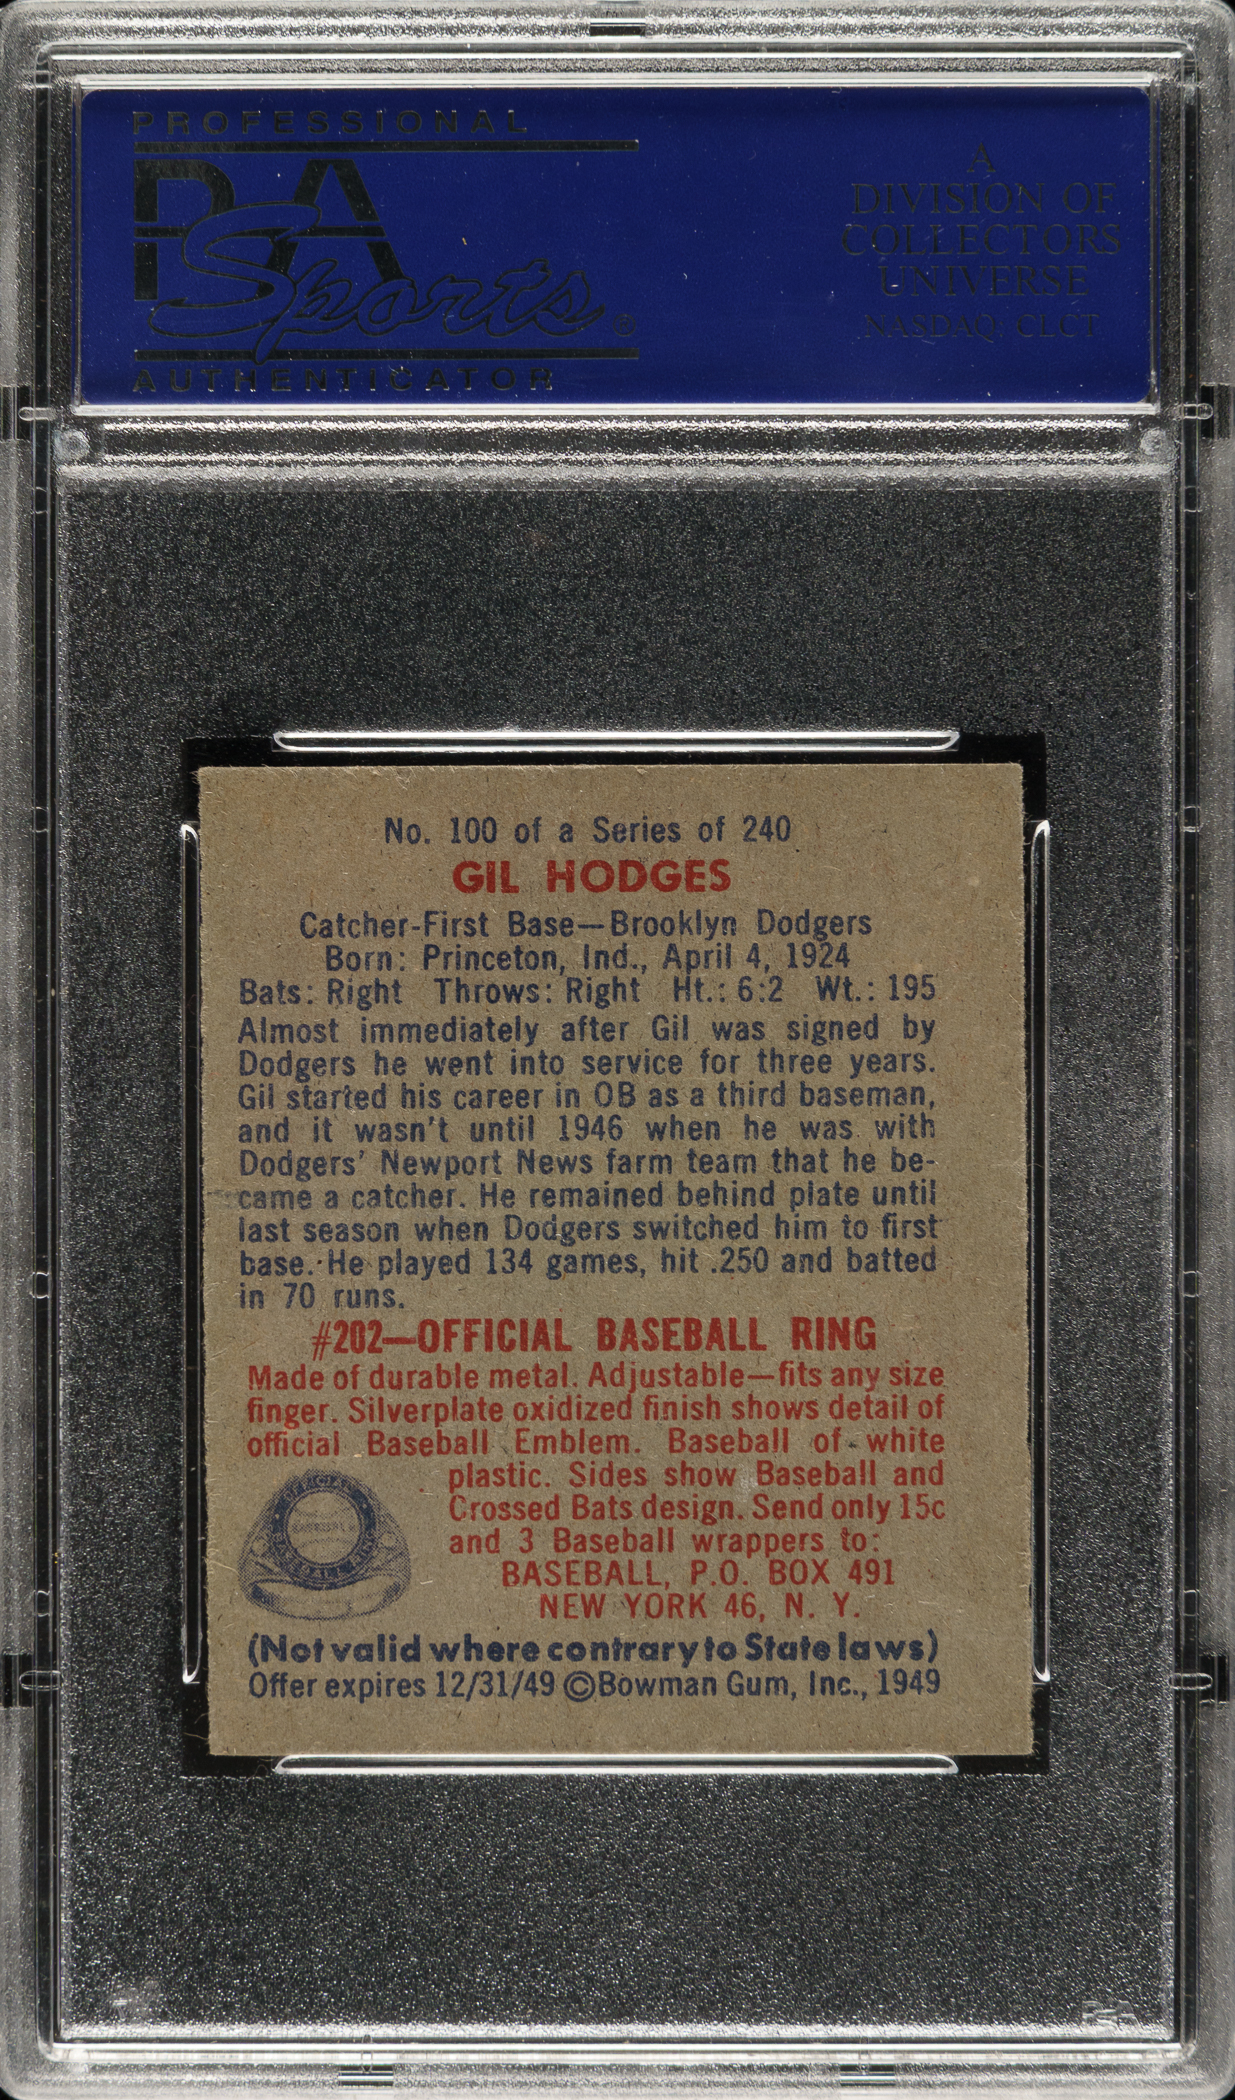 PROFESSIONAL
PSA
Sports®
AUTHENTICATOR
A
DIVISION OF
COLLECTORS
UNIVERSE
NASDAQ: CLCT
No. 100 of a Series of 240
GIL HODGES
Catcher-First Base—Brooklyn Dodgers
Born: Princeton, Ind., April 4, 1924
Bats: Right Throws: Right Ht.: 6:2 Wt.: 195
Almost immediately after Gil was signed by
Dodgers he went into service for three years.
Gil started his career in OB as a third baseman,
and it wasn't until 1946 when he was with
Dodgers' Newport News farm team that he be-
came a catcher. He remained behind plate until
last season when Dodgers switched him to first
base. He played 134 games, hit .250 and batted
in 70 runs.
#202—OFFICIAL BASEBALL RING
Made of durable metal. Adjustable—fits any size
finger. Silverplate oxidized finish shows detail of
official Baseball Emblem. Baseball of white
plastic. Sides show Baseball and
Crossed Bats design. Send only 15c
and 3 Baseball wrappers to:
BASEBALL, P.O. BOX 491
NEW YORK 46, N. Y.
(Not valid where contrary to State laws)
Offer expires 12/31/49 ©Bowman Gum, Inc., 1949